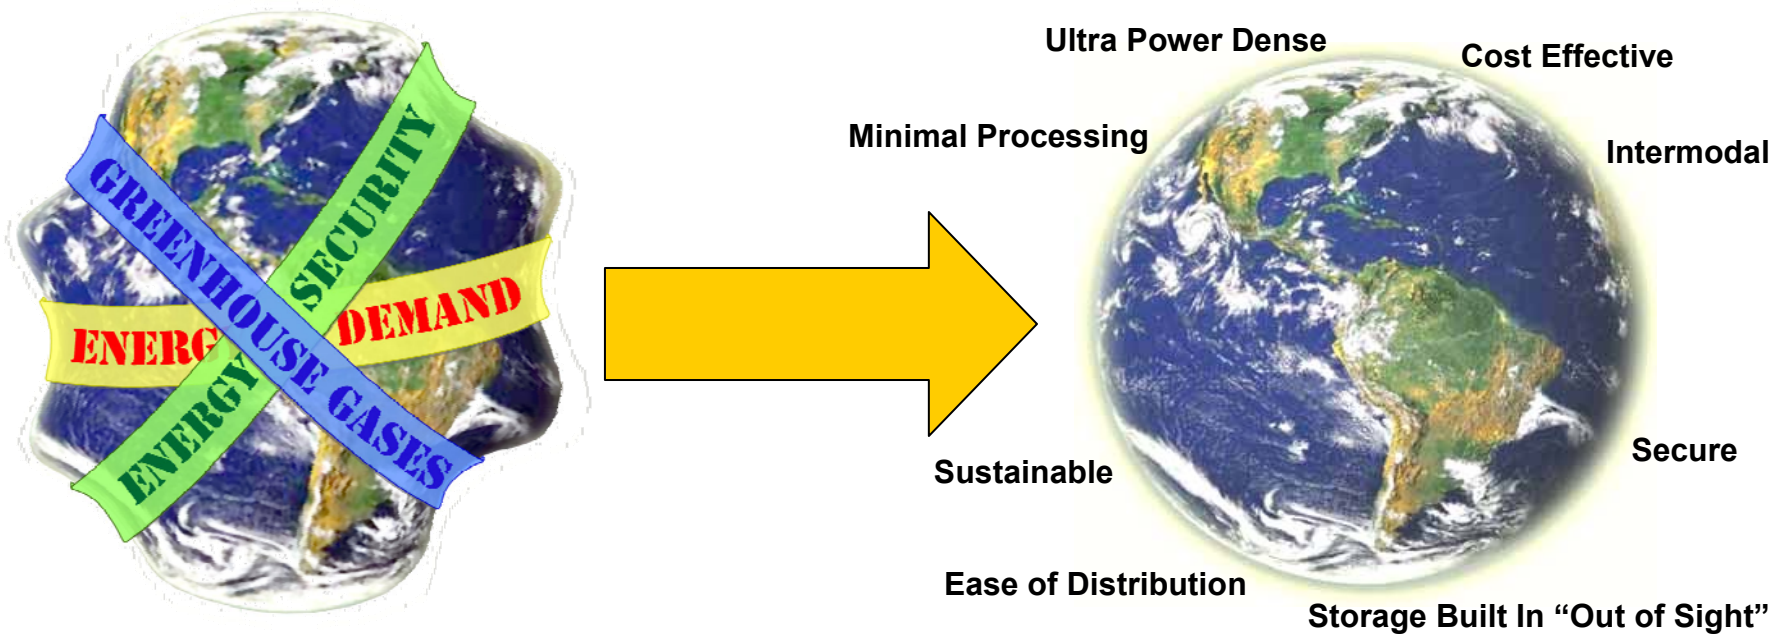 GREENHOUSE GASES
ENERGY SECURITY
ENERG DEMAND
Ultra Power Dense
Cost Effective
Minimal Processing
Intermodal
Sustainable
Secure
Ease of Distribution
Storage Built In “Out of Sight”